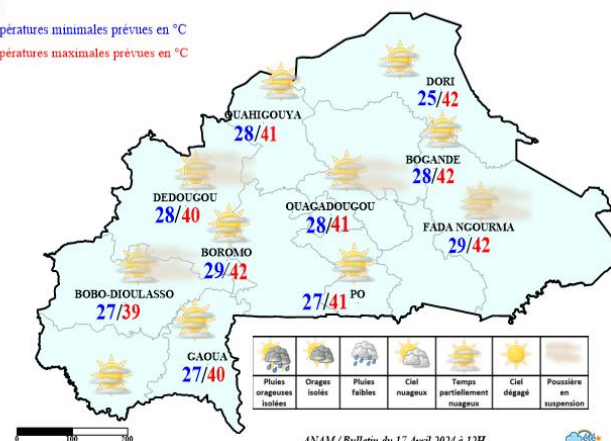 pératures minimales prévues en °C
pératures maximales prévues en °C
DORI
25/42
OUAHIGOUYA
28/41
BOGANDE
28/42
DEDOUGOU
28/40
OUAGADOUGOU
28/41
FADA NGOURMA
29/42
BOROMO
29/42
BOBO-DIOULASSO
27/39
PO
27/41
GAOUA
27/40
Pluies orageuses isolées
Orages isolés
Pluies faibles
Ciel nuageux
Temps partiellement nuageux
Ciel dégagé
Poussière en suspension
0 100 200
ANAM / Bulletin du 17 Avril 2024 à 12H